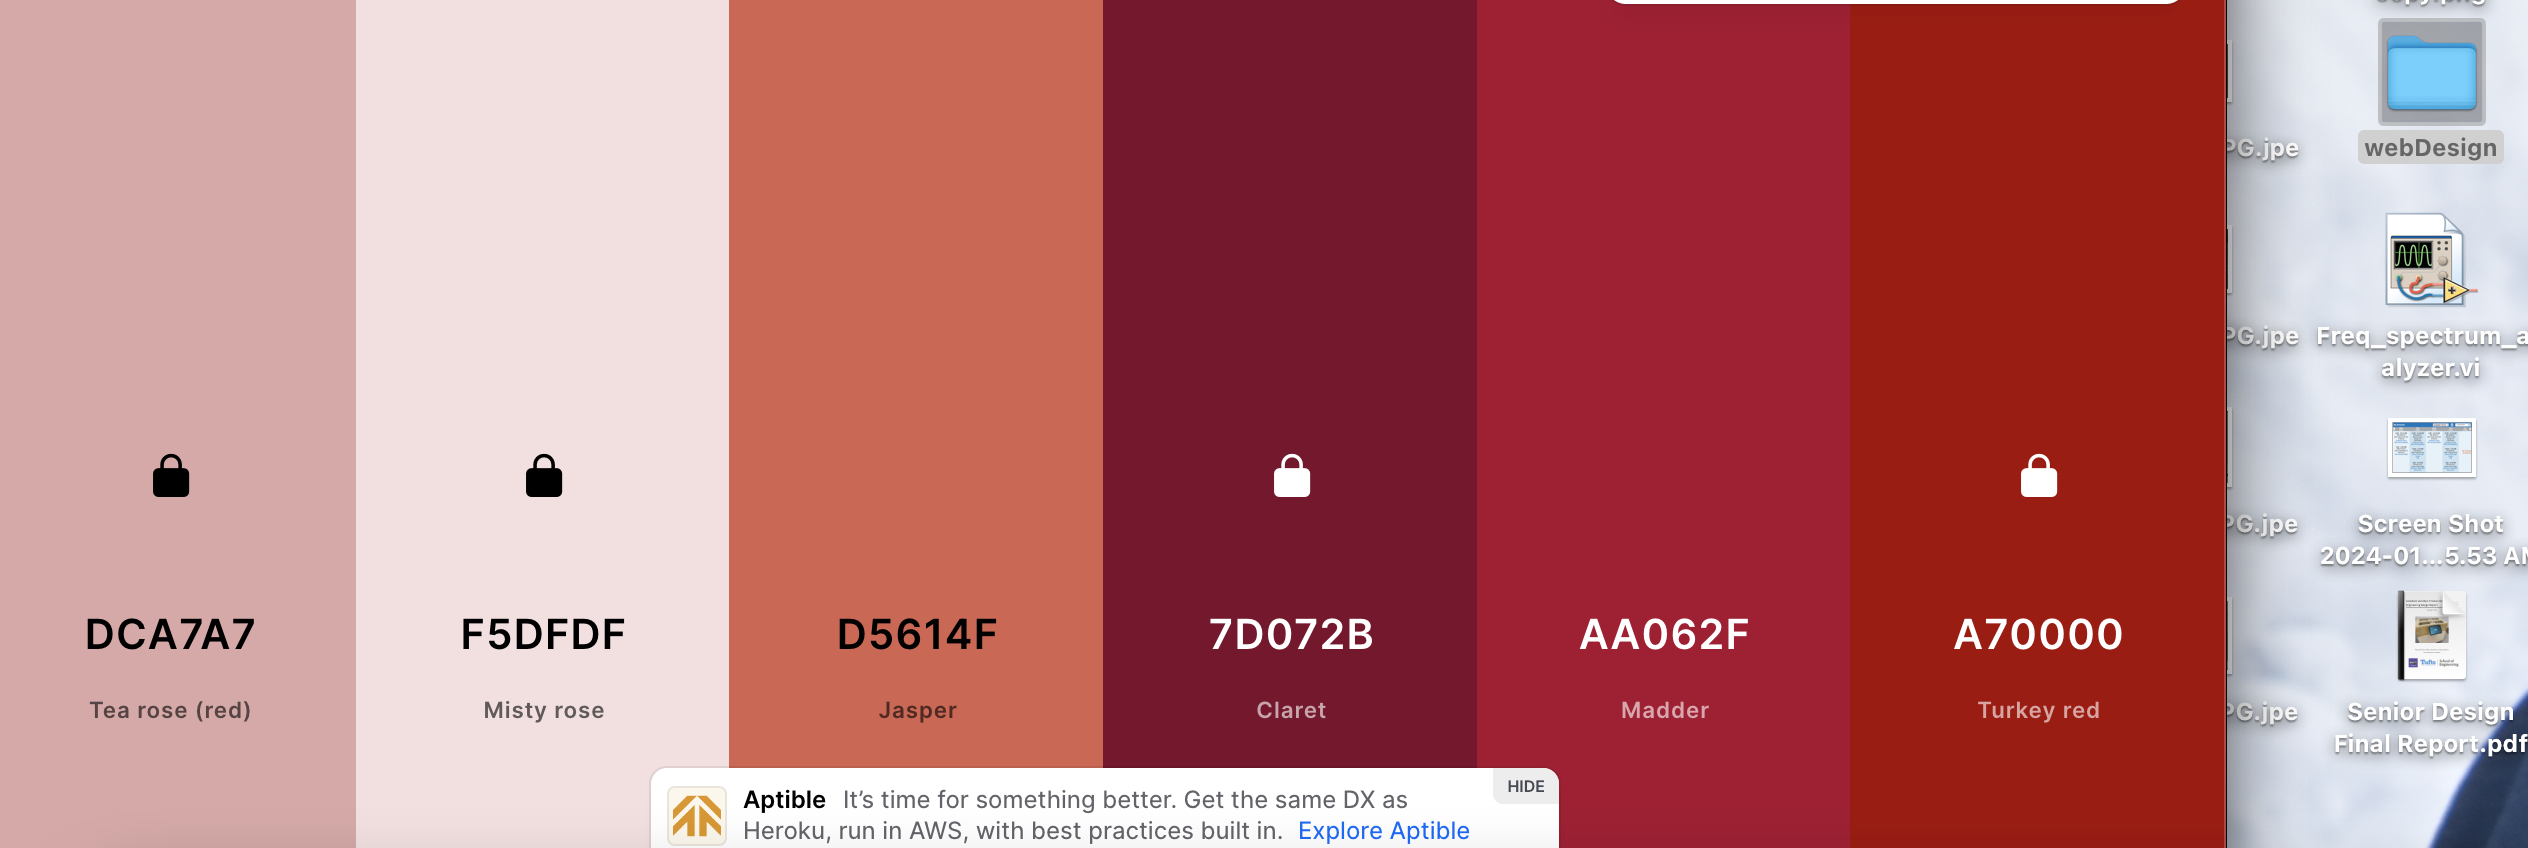 DCA7A7
Tea rose (red)
F5DFDF
Misty rose
D5614F
Jasper
7D072B
Claret
AA062F
Madder
A70000
Turkey red
Aptible It’s time for something better. Get the same DX as
Heroku, run in AWS, with best practices built in. Explore Aptible
HIDE
PG.jpe
PG.jpe
PG.jpe
PG.jpe
webDesign
Freq_spectrum_a
alyzer.vi
Screen Shot
2024-01...5.53 AM
Tufts
Senior Design
Final Report.pdf